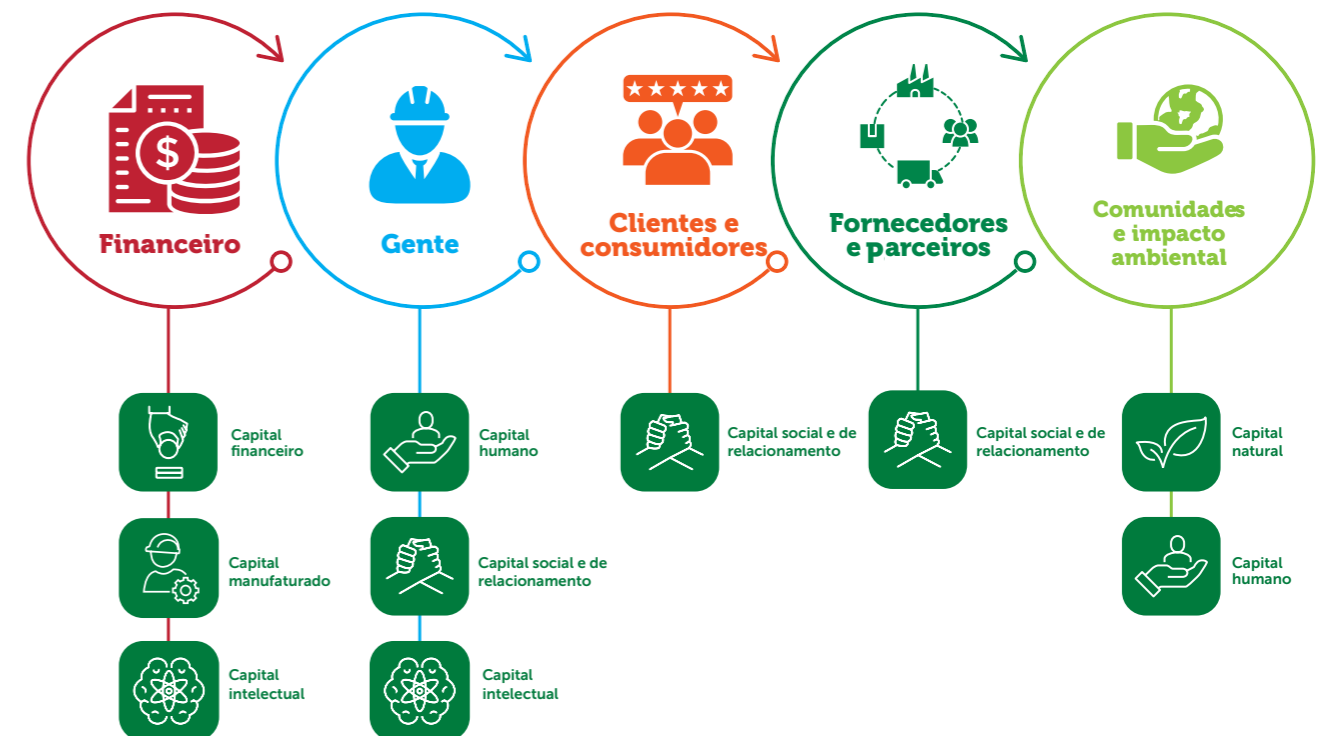 Financeiro
Gente
Clientes e
consumidores
Fornecedores
e parceiros
Comunidades
e impacto
ambiental
Capital
financeiro
Capital
manufaturado
Capital
intelectual
Capital
humano
Capital social e de
relacionamento
Capital
intelectual
Capital social e de
relacionamento
Capital social e de
relacionamento
Capital
natural
Capital
humano